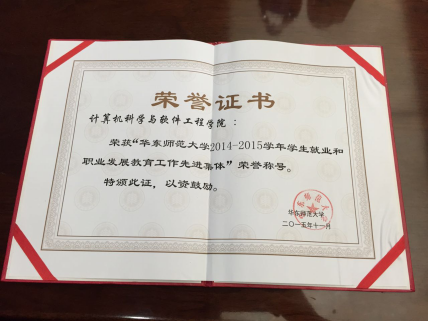 荣誉证书
计算机科学与软件工程学院：
荣获“华东师范大学2014-2015学年学生就业和
职业发展教育工作先进集体”荣誉称号。
特颁此证，以资鼓励。
华东师范大学
二〇一五年十一月